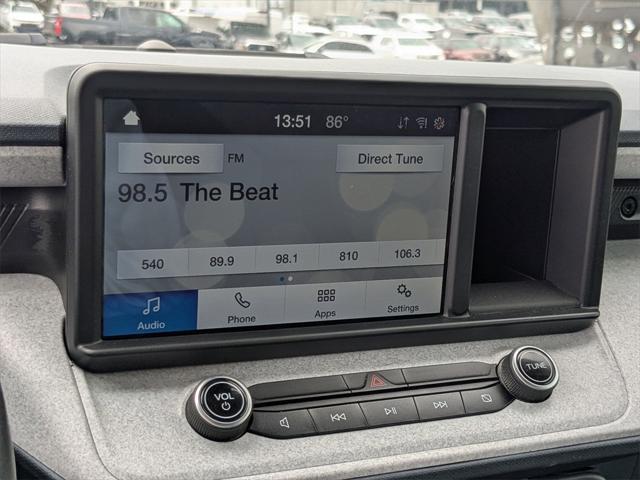 13:51 86°
Sources FM Direct Tune
98.5 The Beat
540 89.9 98.1 810 106.3
Audio Phone Apps Settings
VOL TUNE